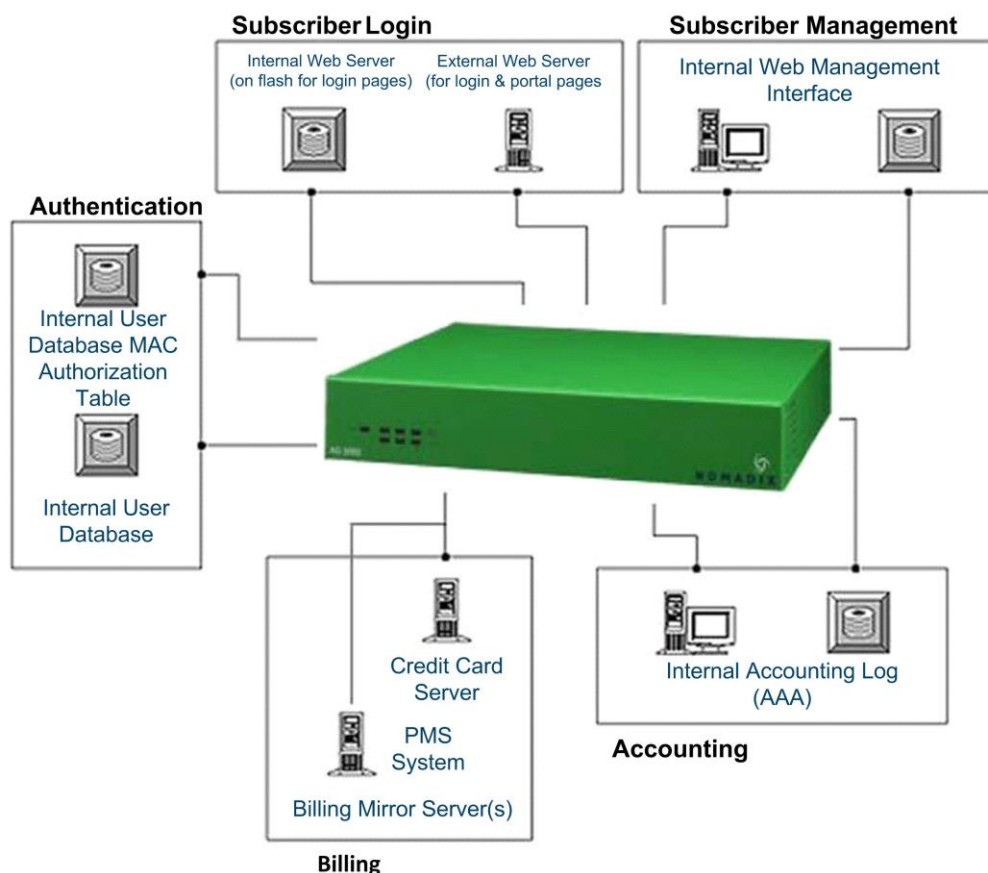 Subscriber Login
Internal Web Server
(on flash for login pages)
External Web Server
(for login & portal pages
Subscriber Management
Internal Web Management
Interface
Authentication
Internal User
Database MAC
Authorization
Table
Internal User
Database
NOMADIX
Credit Card
Server
PMS
System
Billing Mirror Server(s)
Billing
Internal Accounting Log
(AAA)
Accounting